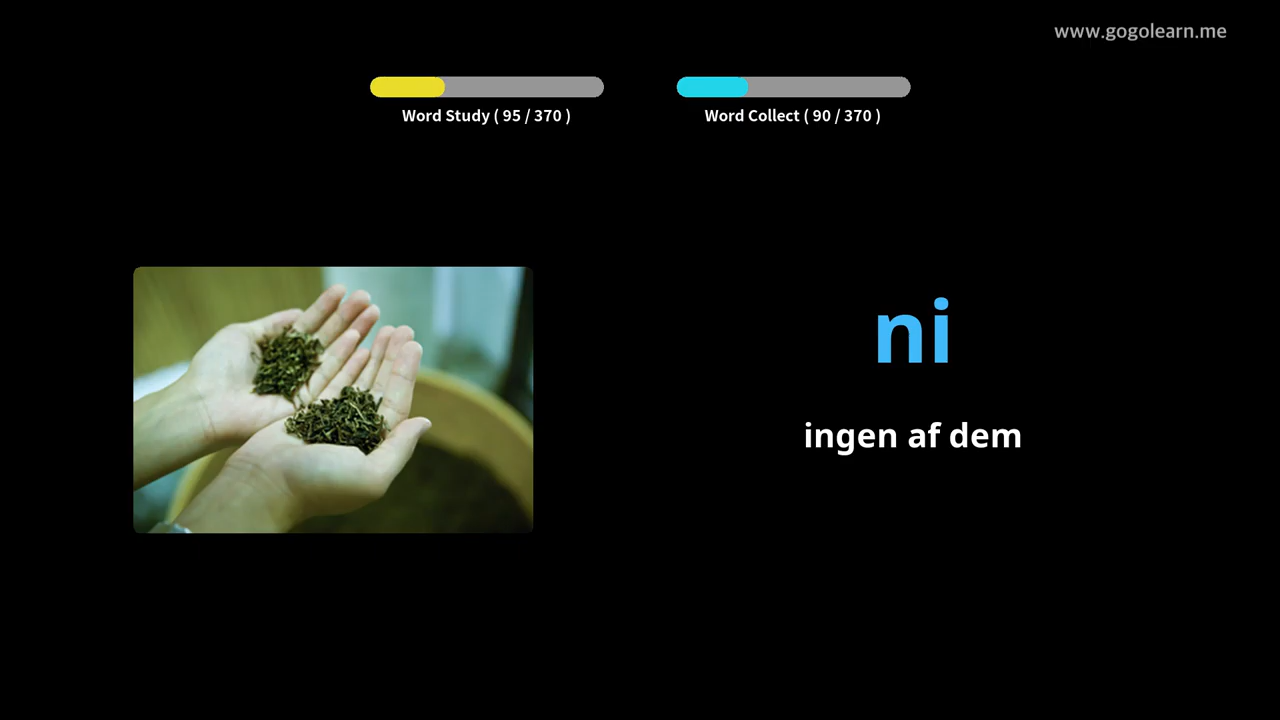 www.gogolearn.me
Word Study ( 95 / 370 )
Word Collect ( 90 / 370 )
ni
ingen af dem